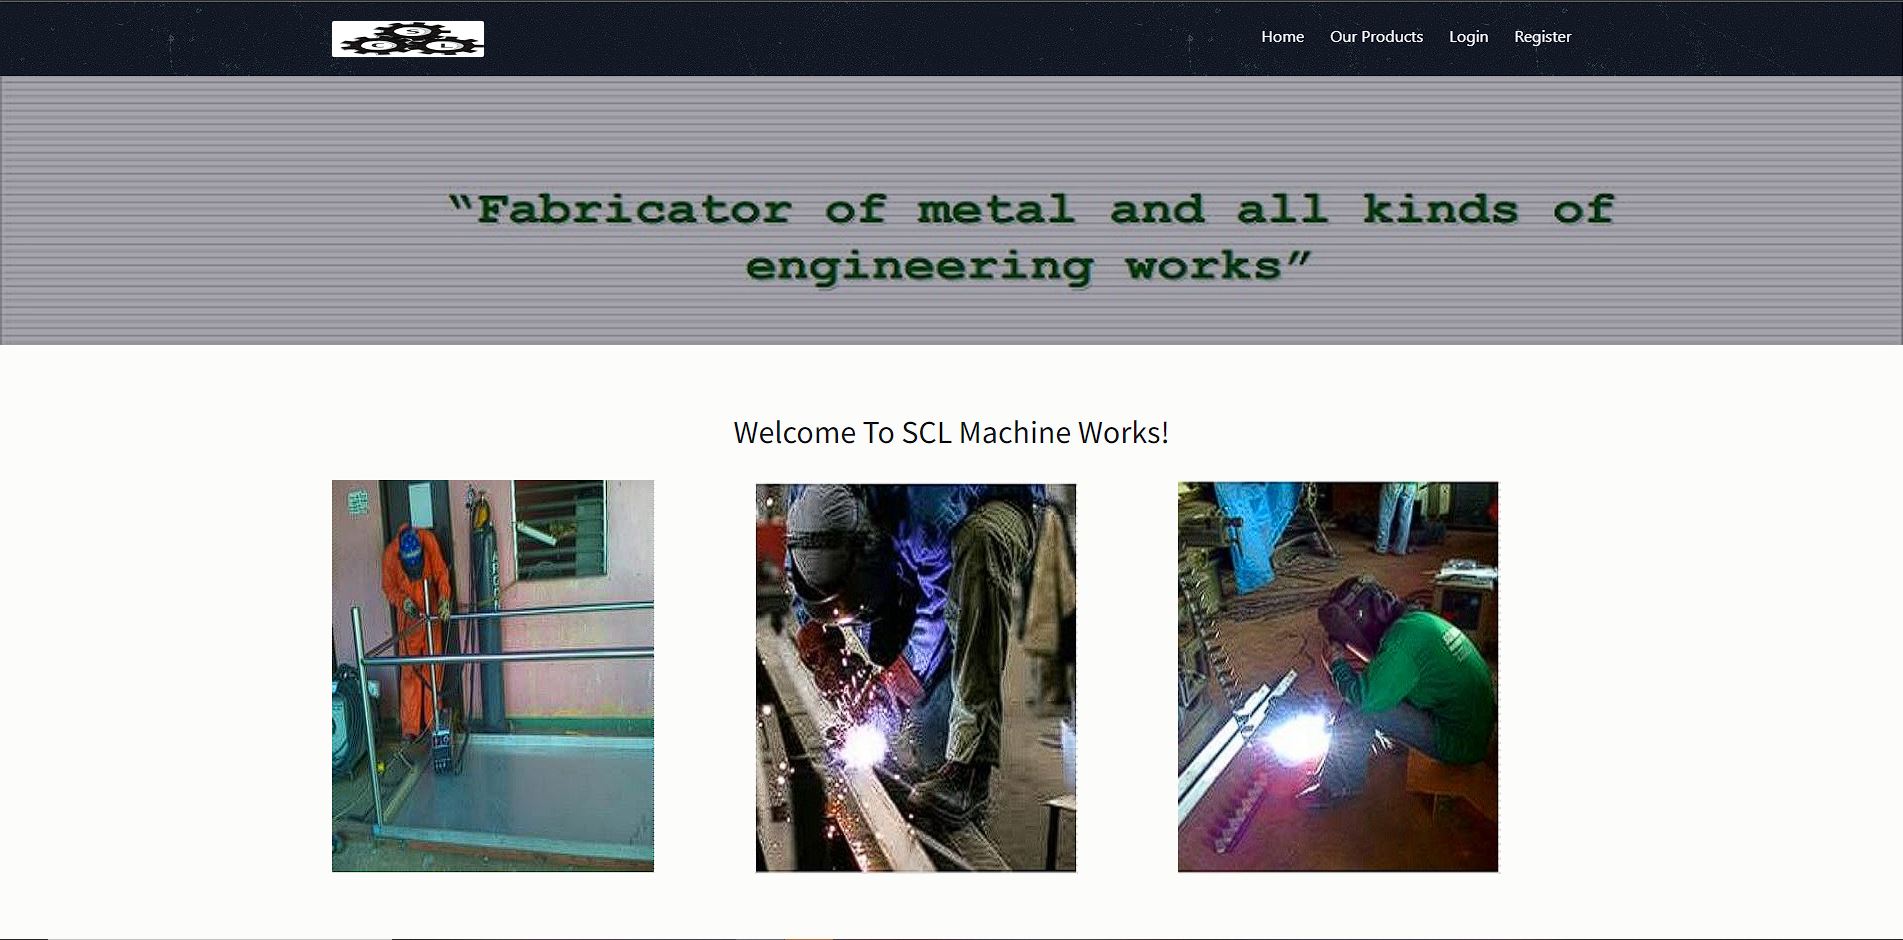 S
C L
Home Our Products Login Register
“Fabricator of metal and all kinds of
engineering works”
Welcome To SCL Machine Works!